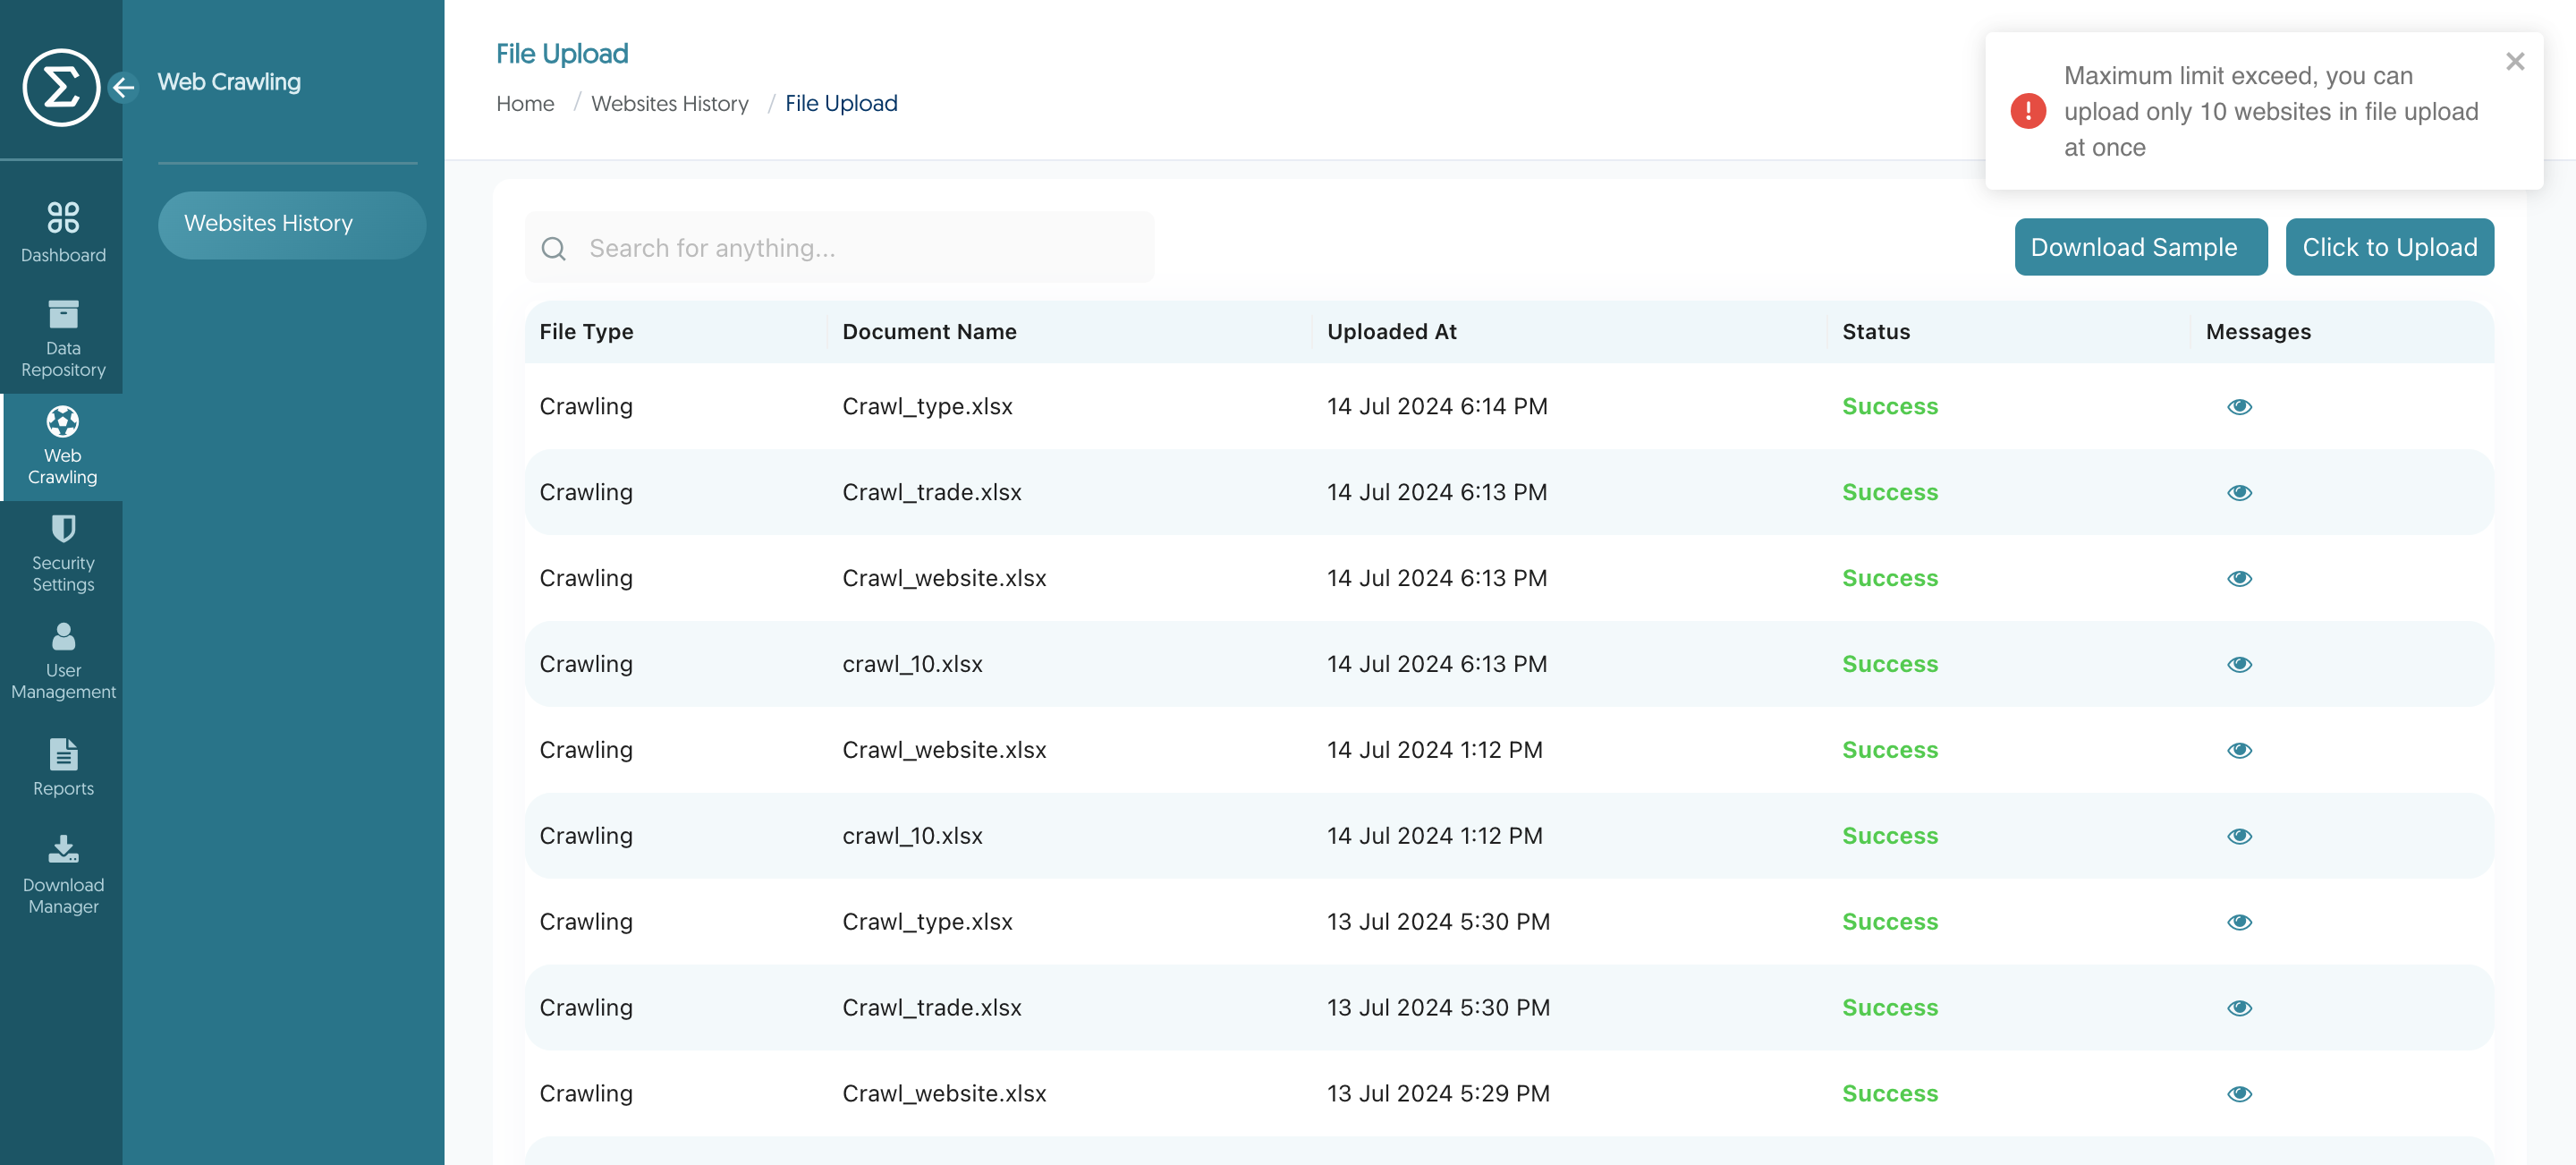 Σ
Web Crawling
Websites History
Dashboard
Data
Repository
Web
Crawling
Security
Settings
User
Management
Reports
Download
Manager
File Upload
Home / Websites History / File Upload
Maximum limit exceed, you can
upload only 10 websites in file upload
at once
Search for anything...
Download Sample
Click to Upload
File Type Document Name Uploaded At Status Messages
Crawling Crawl_type.xlsx 14 Jul 2024 6:14 PM Success
Crawling Crawl_trade.xlsx 14 Jul 2024 6:13 PM Success
Crawling Crawl_website.xlsx 14 Jul 2024 6:13 PM Success
Crawling crawl_10.xlsx 14 Jul 2024 6:13 PM Success
Crawling Crawl_website.xlsx 14 Jul 2024 1:12 PM Success
Crawling crawl_10.xlsx 14 Jul 2024 1:12 PM Success
Crawling Crawl_type.xlsx 13 Jul 2024 5:30 PM Success
Crawling Crawl_trade.xlsx 13 Jul 2024 5:30 PM Success
Crawling Crawl_website.xlsx 13 Jul 2024 5:29 PM Success